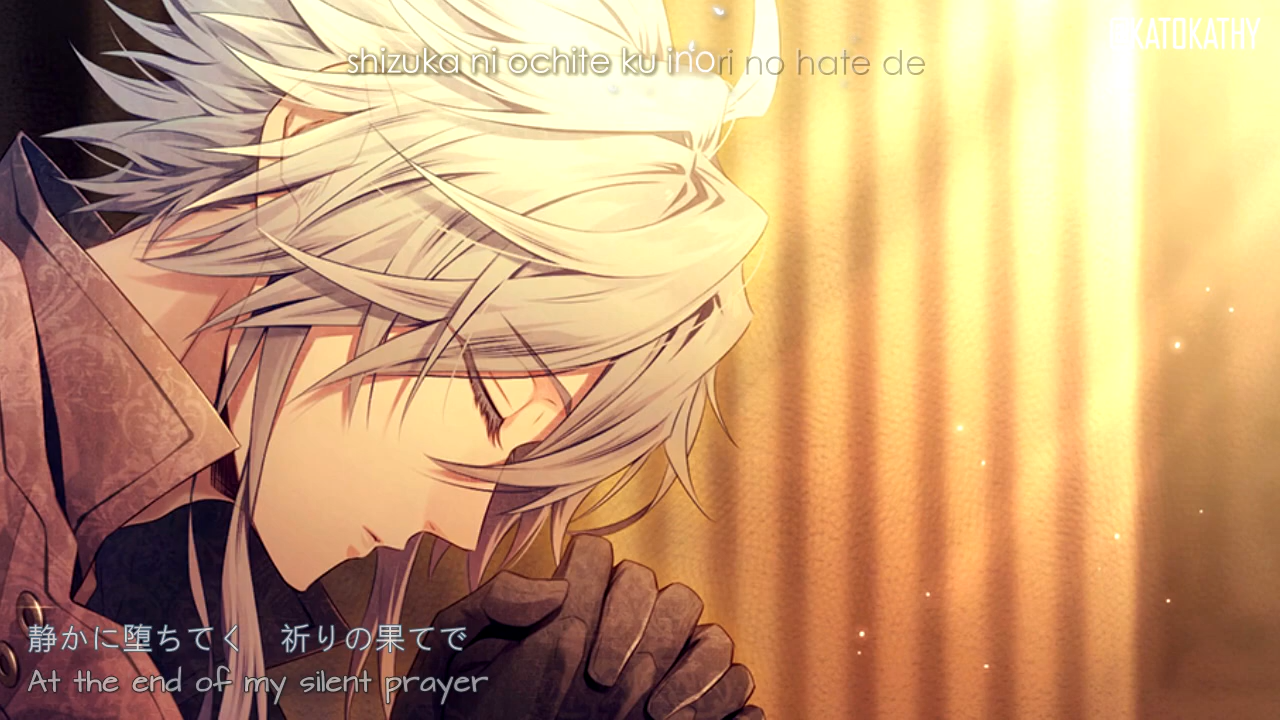 KATOKATHY
shizuka ni ochite ku inori no hate de
静かに堕ちてく　祈りの果てで
At the end of my silent prayer